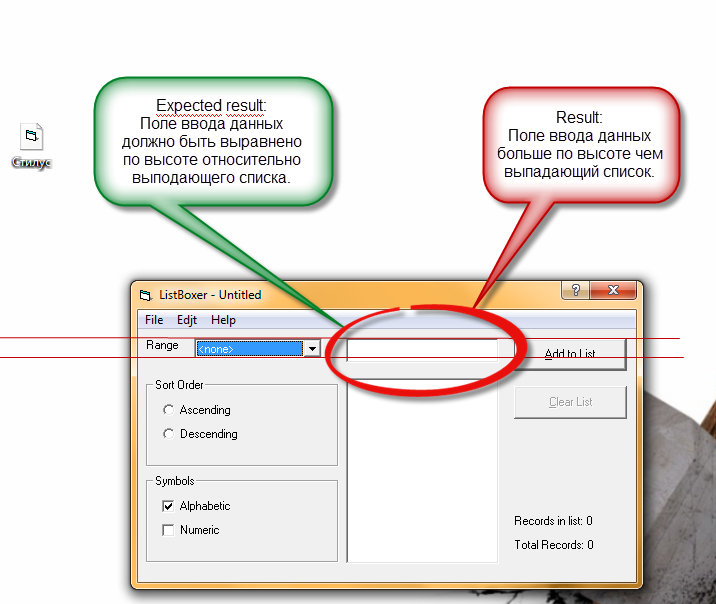 Expected result:
Поле ввода данных
должно быть выравнено
по высоте относительно
выподающего списка.
Result:
Поле ввода данных
больше по высоте чем
выпадающий список.
Стилус
ListBoxer - Untitled
?
File Edjt Help
Range <none> Add to List
Sort Order
Ascending
Descending
Clear List
Symbols
Alphabetic
Numeric
Records in list: 0
Total Records: 0